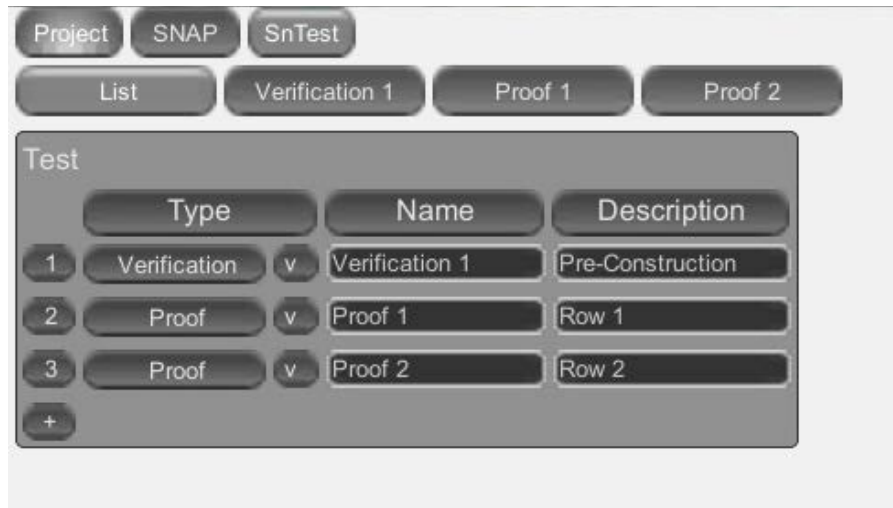 Project SNAP SnTest
List Verification 1 Proof 1 Proof 2
Test
Type Name Description
1 Verification v Verification 1 Pre-Construction
2 Proof v Proof 1 Row 1
3 Proof v Proof 2 Row 2
+